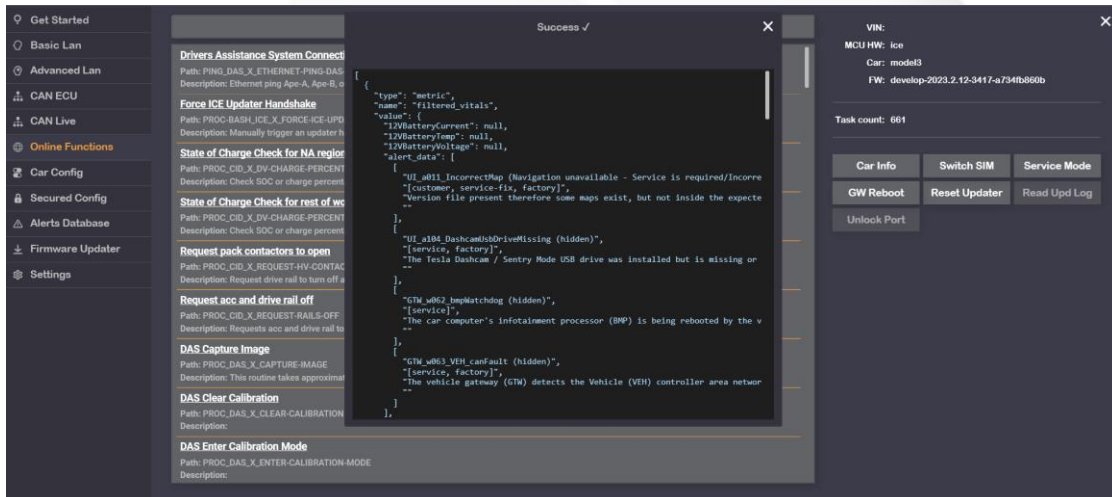 Get Started
Basic Lan
Advanced Lan
CAN ECU
CAN Live
Online Functions
Car Config
Secured Config
Alerts Database
Firmware Updater
Settings
Drivers Assistance System Connecti
Path: PING_DAS_X_ETHERNET-PING-DAS-
Description: Ethernet ping Ape-A, Ape-B, o
Force ICE Updater Handshake
Path: PROC-BASH_ICE_X_FORCE-ICE-UPD
Description: Manually trigger an updater h
State of Charge Check for NA region
Path: PROC_CID_X_DV-CHARGE-PERCENT
Description: Check SOC or charge percent
State of Charge Check for rest of wo
Path: PROC_CID_X_DV-CHARGE-PERCENT
Description: Check SOC or charge percent
Request pack contactors to open
Path: PROC_CID_X_REQUEST-HV-CONTAC
Description: Request drive rail to turn off a
Request acc and drive rail off
Path: PROC_CID_X_REQUEST-RAILS-OFF
Description: Requests acc and drive rail to
DAS Capture Image
Path: PROC_DAS_X_CAPTURE-IMAGE
Description: This routine takes approximat
DAS Clear Calibration
Path: PROC_DAS_X_CLEAR-CALIBRATION
Description:
DAS Enter Calibration Mode
Path: PROC_DAS_X_ENTER-CALIBRATION-MODE
Description:
Success ✓
[
{
"type": "metric",
"name": "filtered_vitals",
"value": {
"12VBatteryCurrent": null,
"12VBatteryTemp": null,
"12VBatteryVoltage": null,
"alert_data": [
[
"UI_a011_IncorrectMap (Navigation unavailable - Service is required/Incorre
"[customer, service-fix, factory]",
"Version file present therefore some maps exist, but not inside the expecte
""
],
[
"UI_a104_DashcamUsbDriveMissing (hidden)",
"[service, factory]",
"The Tesla Dashcam / Sentry Mode USB drive was installed but is missing or
""
],
[
"GTW_w062_bmpWatchdog (hidden)",
"[service]",
"The car computer's infotainment processor (BMP) is being rebooted by the v
""
],
[
"GTW_w063_VEH_canFault (hidden)",
"[service, factory]",
"The vehicle gateway (GTW) detects the Vehicle (VEH) controller area networ
""
]
],
VIN:
MCU HW: ice
Car: model3
FW: develop-2023.2.12-3417-a734fb860b
Task count: 661
Car Info Switch SIM Service Mode
GW Reboot Reset Updater Read Upd Log
Unlock Port